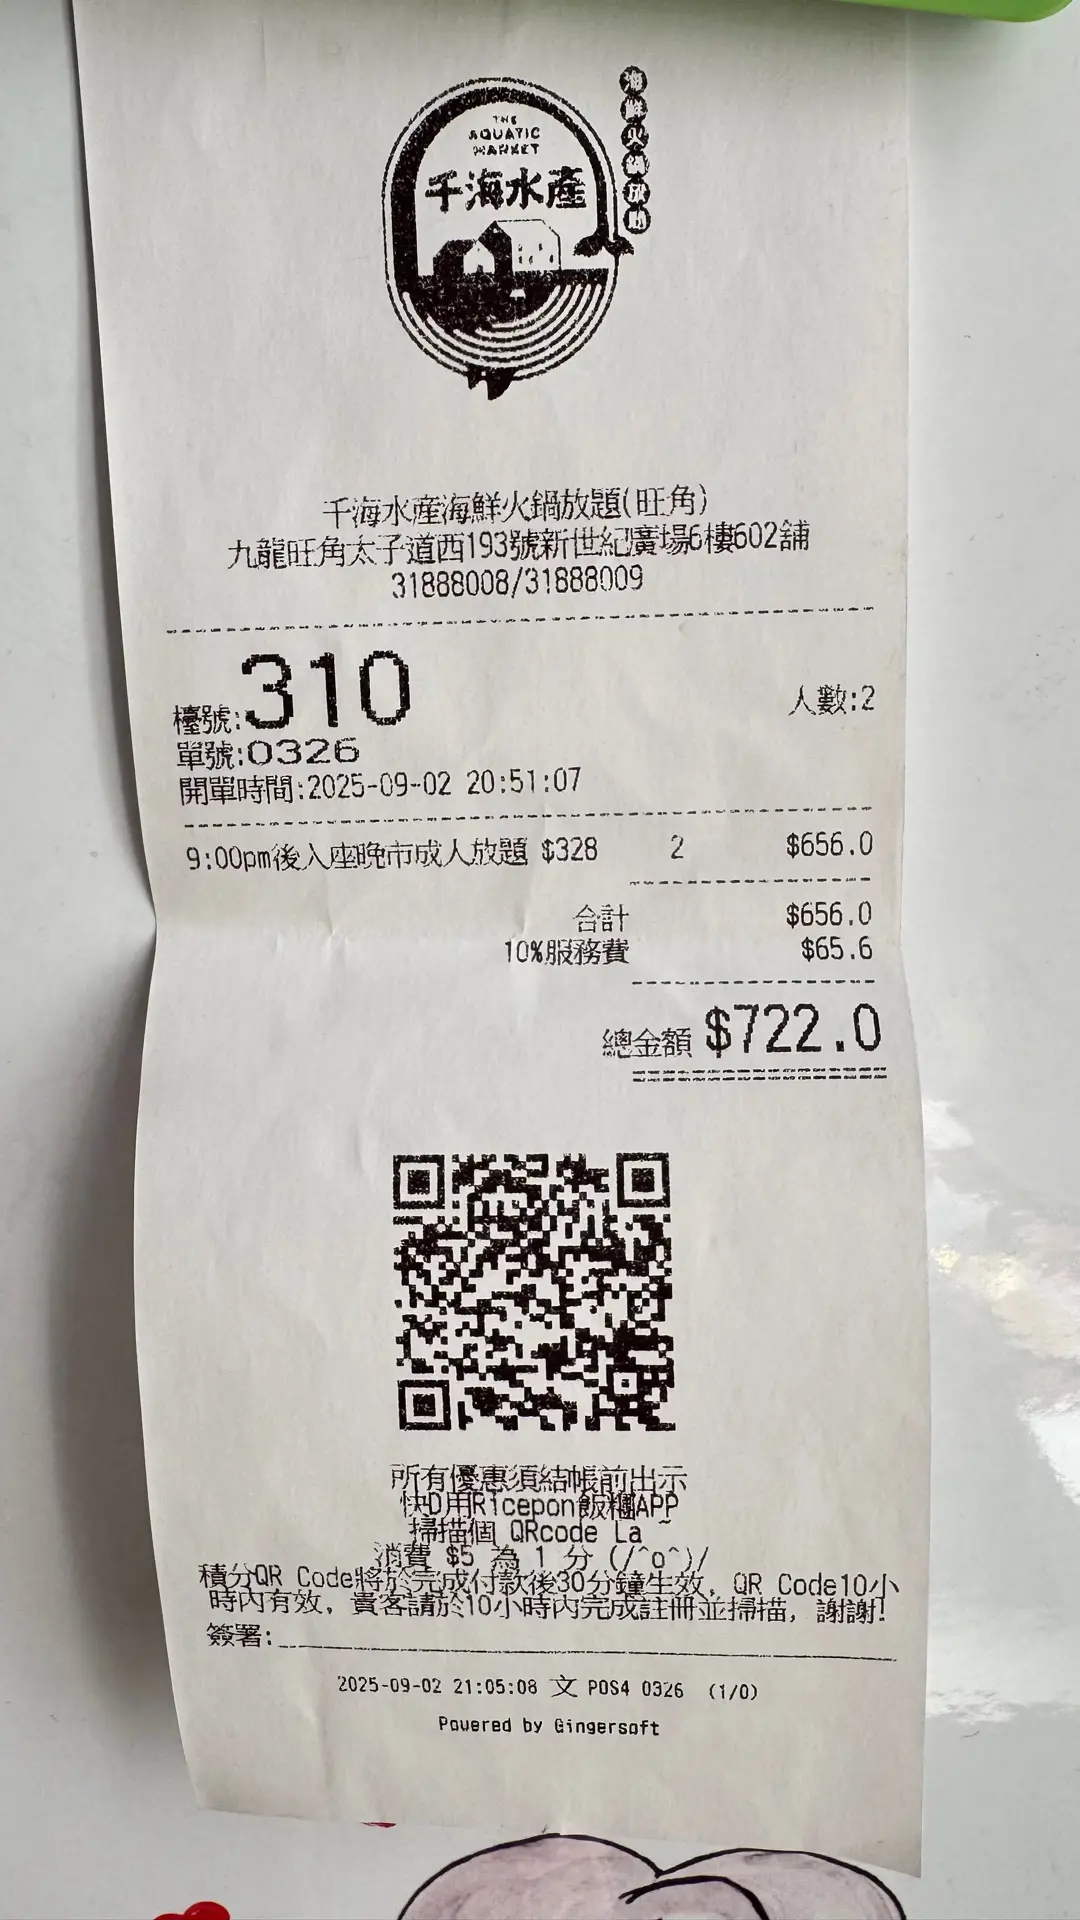 THE
AQUATIC
MARKET
千海水產
海鮮火鍋放題
千海水產海鮮火鍋放題(旺角)
九龍旺角太子道西193號新世紀廣場6樓602舖
31888008/31888009
檯號:310 人數:2
單號:0326
開單時間:2025-09-02 20:51:07
9:00pm後入座晚市成人放題 $328 2 $656.0
合計 $656.0
10%服務費 $65.6
總金額 $722.0
所有優惠須結帳前出示
快D用Ricepon飯糰APP
掃描個 QRcode La ~
消費 $5 為 1 分 (/^o^)/
積分QR Code將於完成付款後30分鐘生效, QR Code10小
時內有效, 貴客請於10小時內完成註冊並掃描, 謝謝!
簽署:
2025-09-02 21:05:08 文 POS4 0326 (1/0)
Powered by Gingersoft